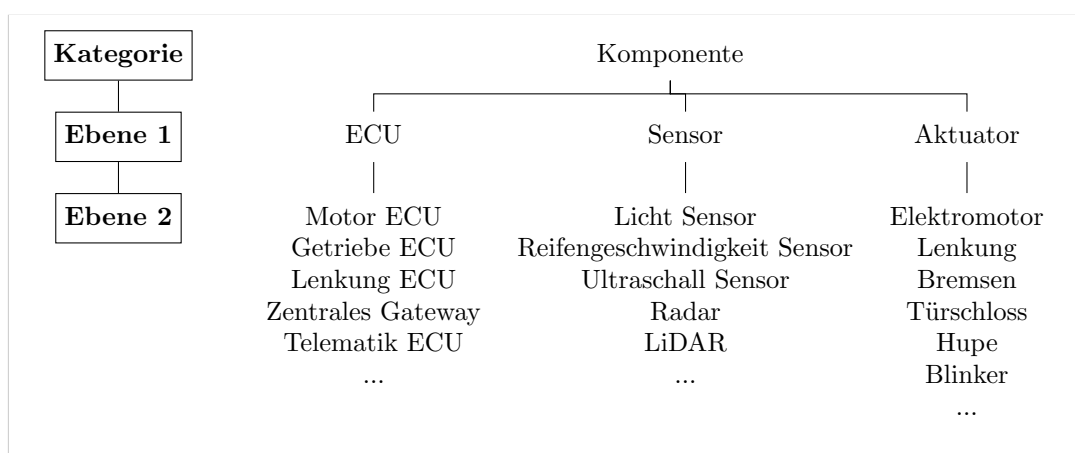 Kategorie
Komponente
Ebene 1
ECU
Sensor
Aktuator
Ebene 2
Motor ECU
Getriebe ECU
Lenkung ECU
Zentrales Gateway
Telematik ECU
...
Licht Sensor
Reifengeschwindigkeit Sensor
Ultraschall Sensor
Radar
LiDAR
...
Elektromotor
Lenkung
Bremsen
Türschloss
Hupe
Blinker
...